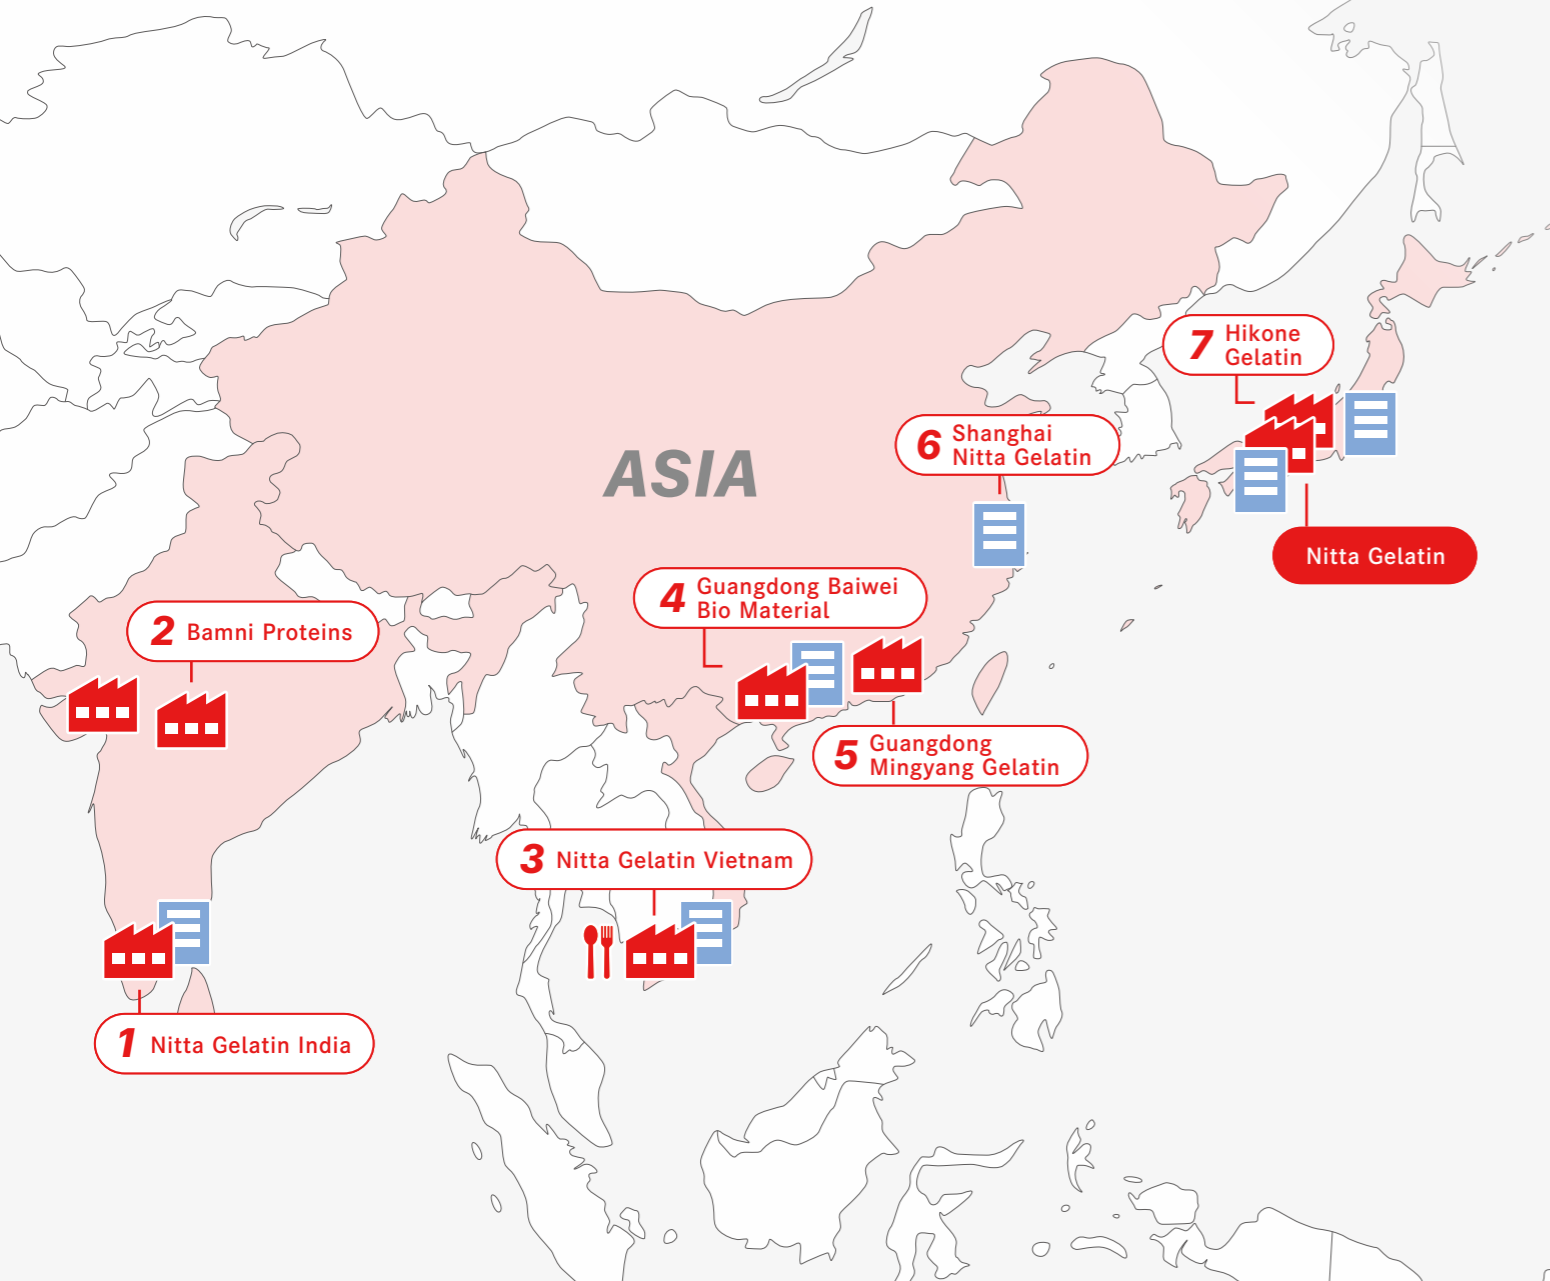 7 Hikone
Gelatin
6 Shanghai
Nitta Gelatin
ASIA
Nitta Gelatin
4 Guangdong Baiwei
Bio Material
2 Bamni Proteins
5 Guangdong
Mingyang Gelatin
3 Nitta Gelatin Vietnam
1 Nitta Gelatin India